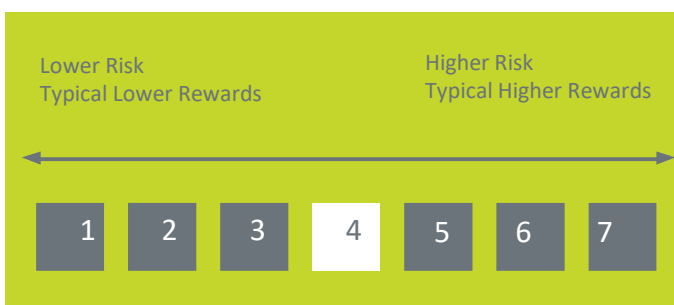 Lower Risk
Typical Lower Rewards
Higher Risk
Typical Higher Rewards
1 2 3 4 5 6 7